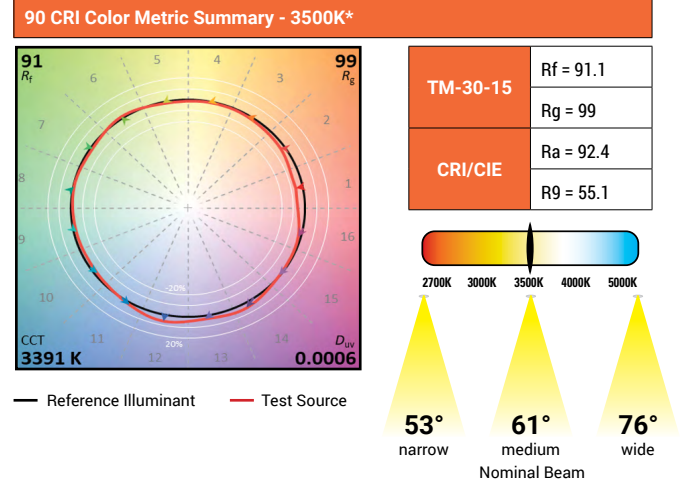 90 CRI Color Metric Summary - 3500K*
91
Rf
99
Rg
1
2
3
4
5
6
7
8
9
10
11
12
13
14
15
16
-20%
20%
CCT
3391 K
Duv
0.0006
Reference Illuminant
Test Source
TM-30-15
Rf = 91.1
Rg = 99
CRI/CIE
Ra = 92.4
R9 = 55.1
2700K 3000K 3500K 4000K 5000K
53° 61° 76°
narrow medium wide
Nominal Beam